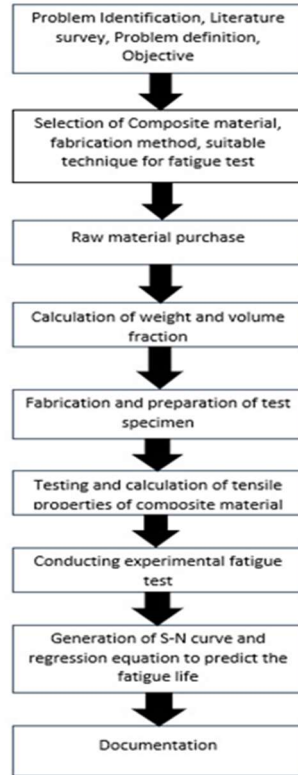 Problem Identification, Literature
survey, Problem definition,
Objective
Selection of Composite material,
fabrication method, suitable
technique for fatigue test
Raw material purchase
Calculation of weight and volume
fraction
Fabrication and preparation of test
specimen
Testing and calculation of tensile
properties of composite material
Conducting experimental fatigue
test
Generation of S-N curve and
regression equation to predict the
fatigue life
Documentation